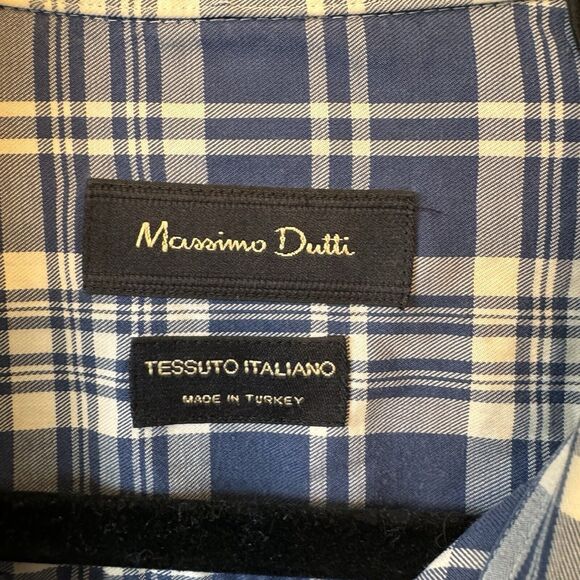 Massimo Dutti
TESSUTO ITALIANO
MADE IN TURKEY